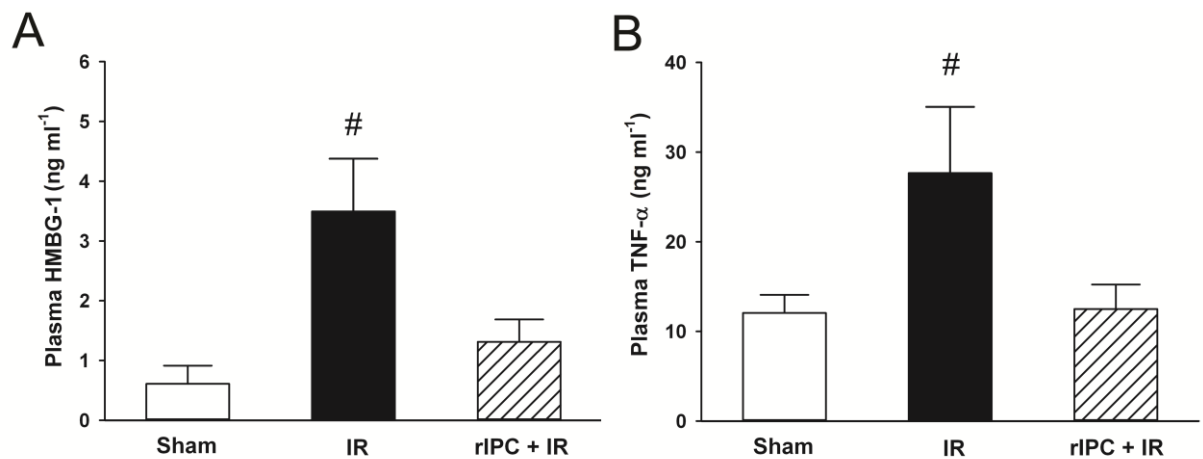 A
Plasma HMBG-1 (ng ml⁻¹)
6
5
4
3
2
1
0
#
Sham
IR
rIPC + IR
B
Plasma TNF-α (ng ml⁻¹)
40
30
20
10
0
#
Sham
IR
rIPC + IR